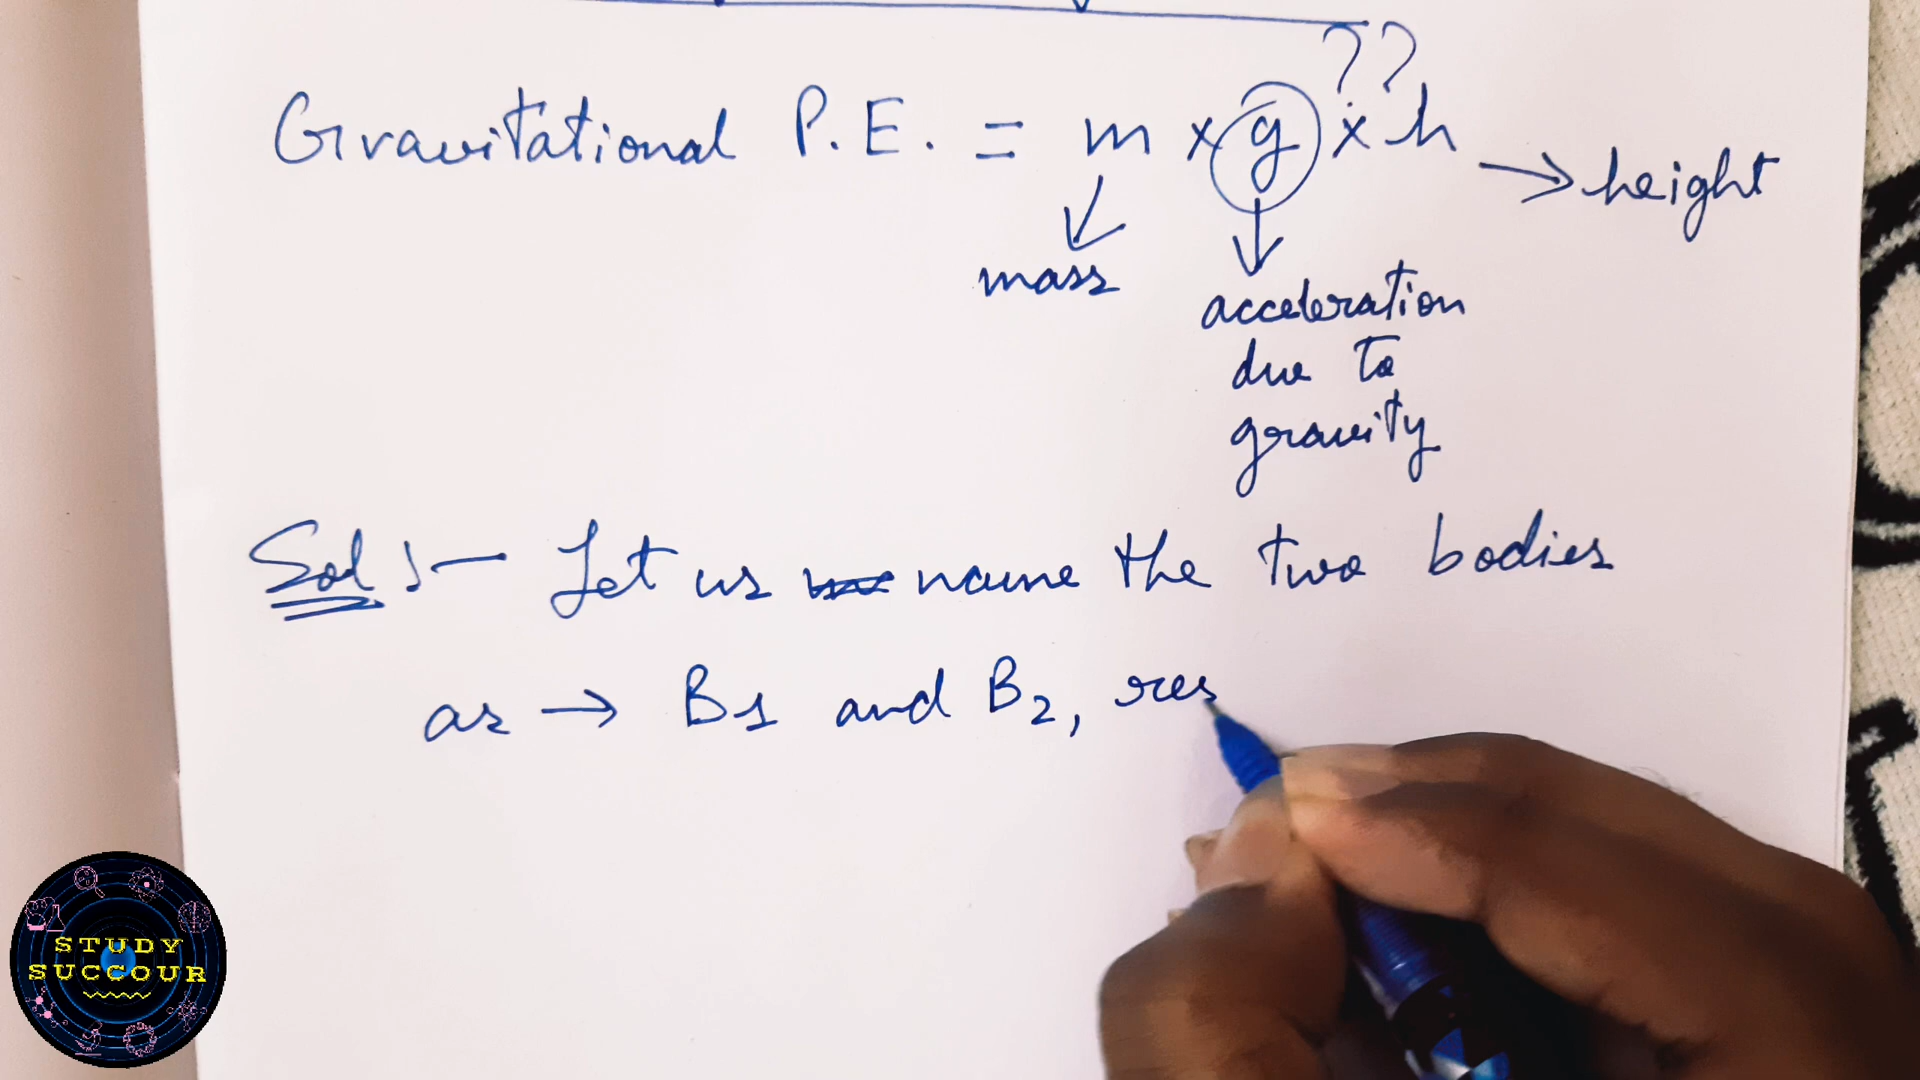 ??
Gravitational P.E. = m x g x h
→ height
mass
acceleration
due to
gravity
Sol :- Let us name the two bodies
as → B1 and B2, res
STUDY
SUCCOUR